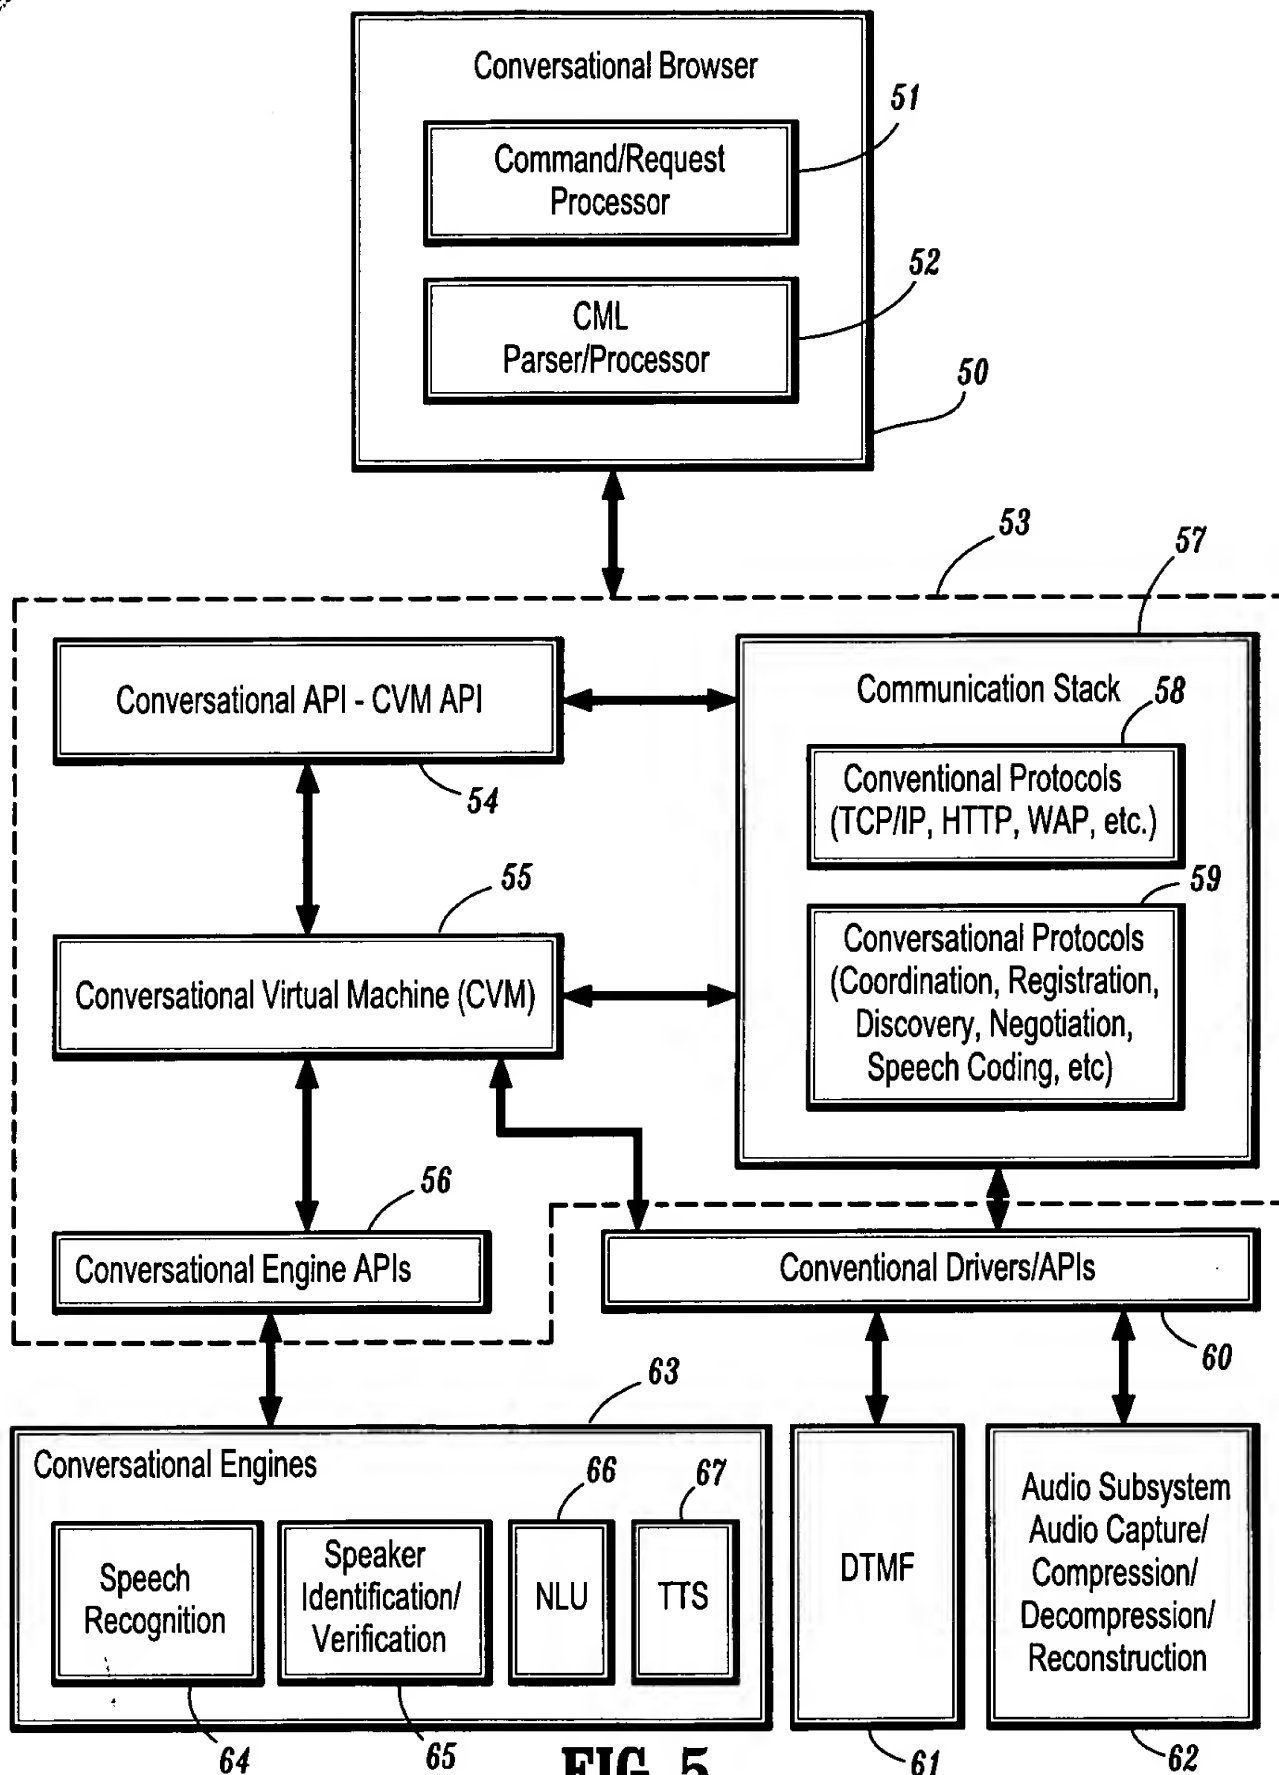 Conversational Browser
51
Command/Request
Processor
52
CML
Parser/Processor
50
53
57
Conversational API - CVM API
54
Communication Stack
58
Conventional Protocols
(TCP/IP, HTTP, WAP, etc.)
55
Conversational Virtual Machine (CVM)
59
Conversational Protocols
(Coordination, Registration,
Discovery, Negotiation,
Speech Coding, etc)
56
Conversational Engine APIs
Conventional Drivers/APIs
60
63
Conversational Engines
66
67
Speech
Recognition
64
Speaker
Identification/
Verification
65
NLU
TTS
DTMF
61
Audio Subsystem
Audio Capture/
Compression/
Decompression/
Reconstruction
62
FIG. 5